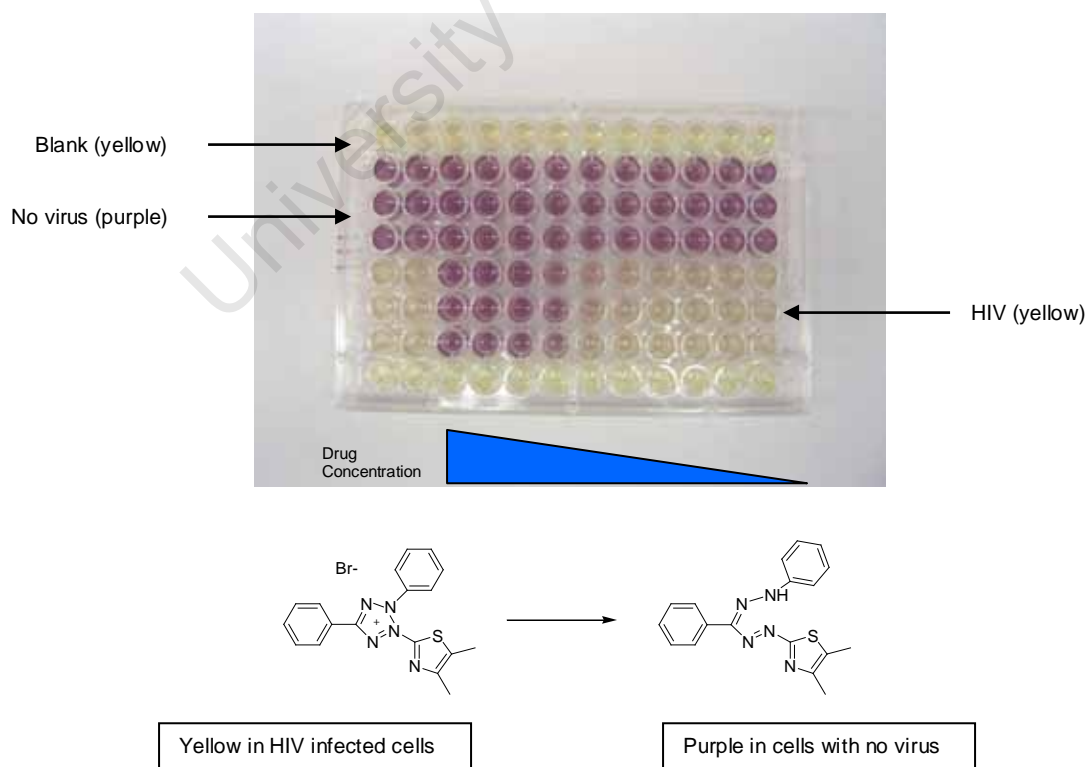 University
Blank (yellow)
No virus (purple)
HIV (yellow)
Drug
Concentration
Br-
N
N
N
+
N
S
N
N
NH
N
N
S
N
Yellow in HIV infected cells
Purple in cells with no virus